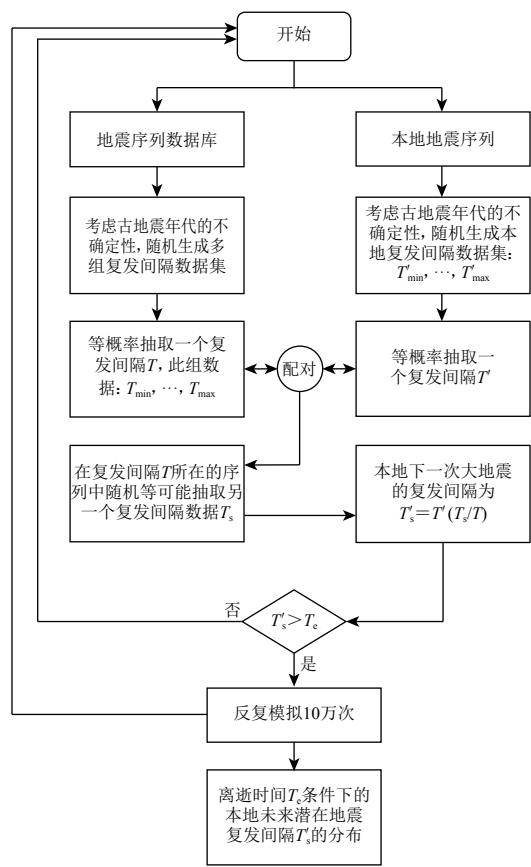 开始
地震序列数据库
本地地震序列
考虑古地震年代的不
确定性,随机生成多
组复发间隔数据集
考虑古地震年代的不
确定性,随机生成本
地复发间隔数据集：
T′min, ⋯, T′max
等概率抽取一个复
发间隔T，此组数
据：Tmin, ⋯, Tmax
配对
等概率抽取一
个复发间隔T′
在复发间隔T所在的序
列中随机等可能抽取另
一个复发间隔数据Ts
本地下一次大地震
的复发间隔为
T′s＝T′(Ts/T)
否
T′s＞Te
是
反复模拟10万次
离逝时间Te条件下的
本地未来潜在地震
复发间隔T′s的分布